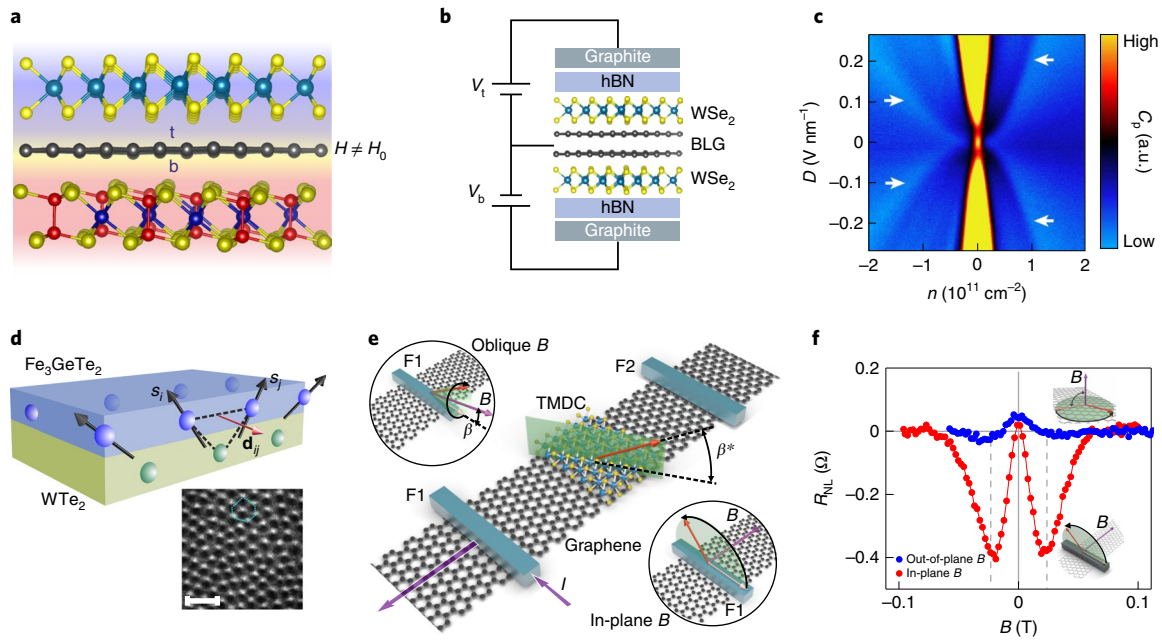 a
t
b
H ≠ H₀
b
Vₜ
V_b
Graphite
hBN
WSe₂
BLG
WSe₂
hBN
Graphite
c
D (V nm⁻¹)
0.2
0.1
0
−0.1
−0.2
−2
−1
0
1
2
n (10¹¹ cm⁻²)
High
Cₚ (a.u.)
Low
d
Fe₃GeTe₂
sᵢ
sⱼ
dᵢⱼ
WTe₂
e
Oblique B
F1
B
β
F2
TMDC
β*
F1
Graphene
I
In-plane B
B
F1
f
R_NL (Ω)
0.2
0
−0.2
−0.4
B
B
Out-of-plane B
In-plane B
−0.1
0
0.1
B (T)